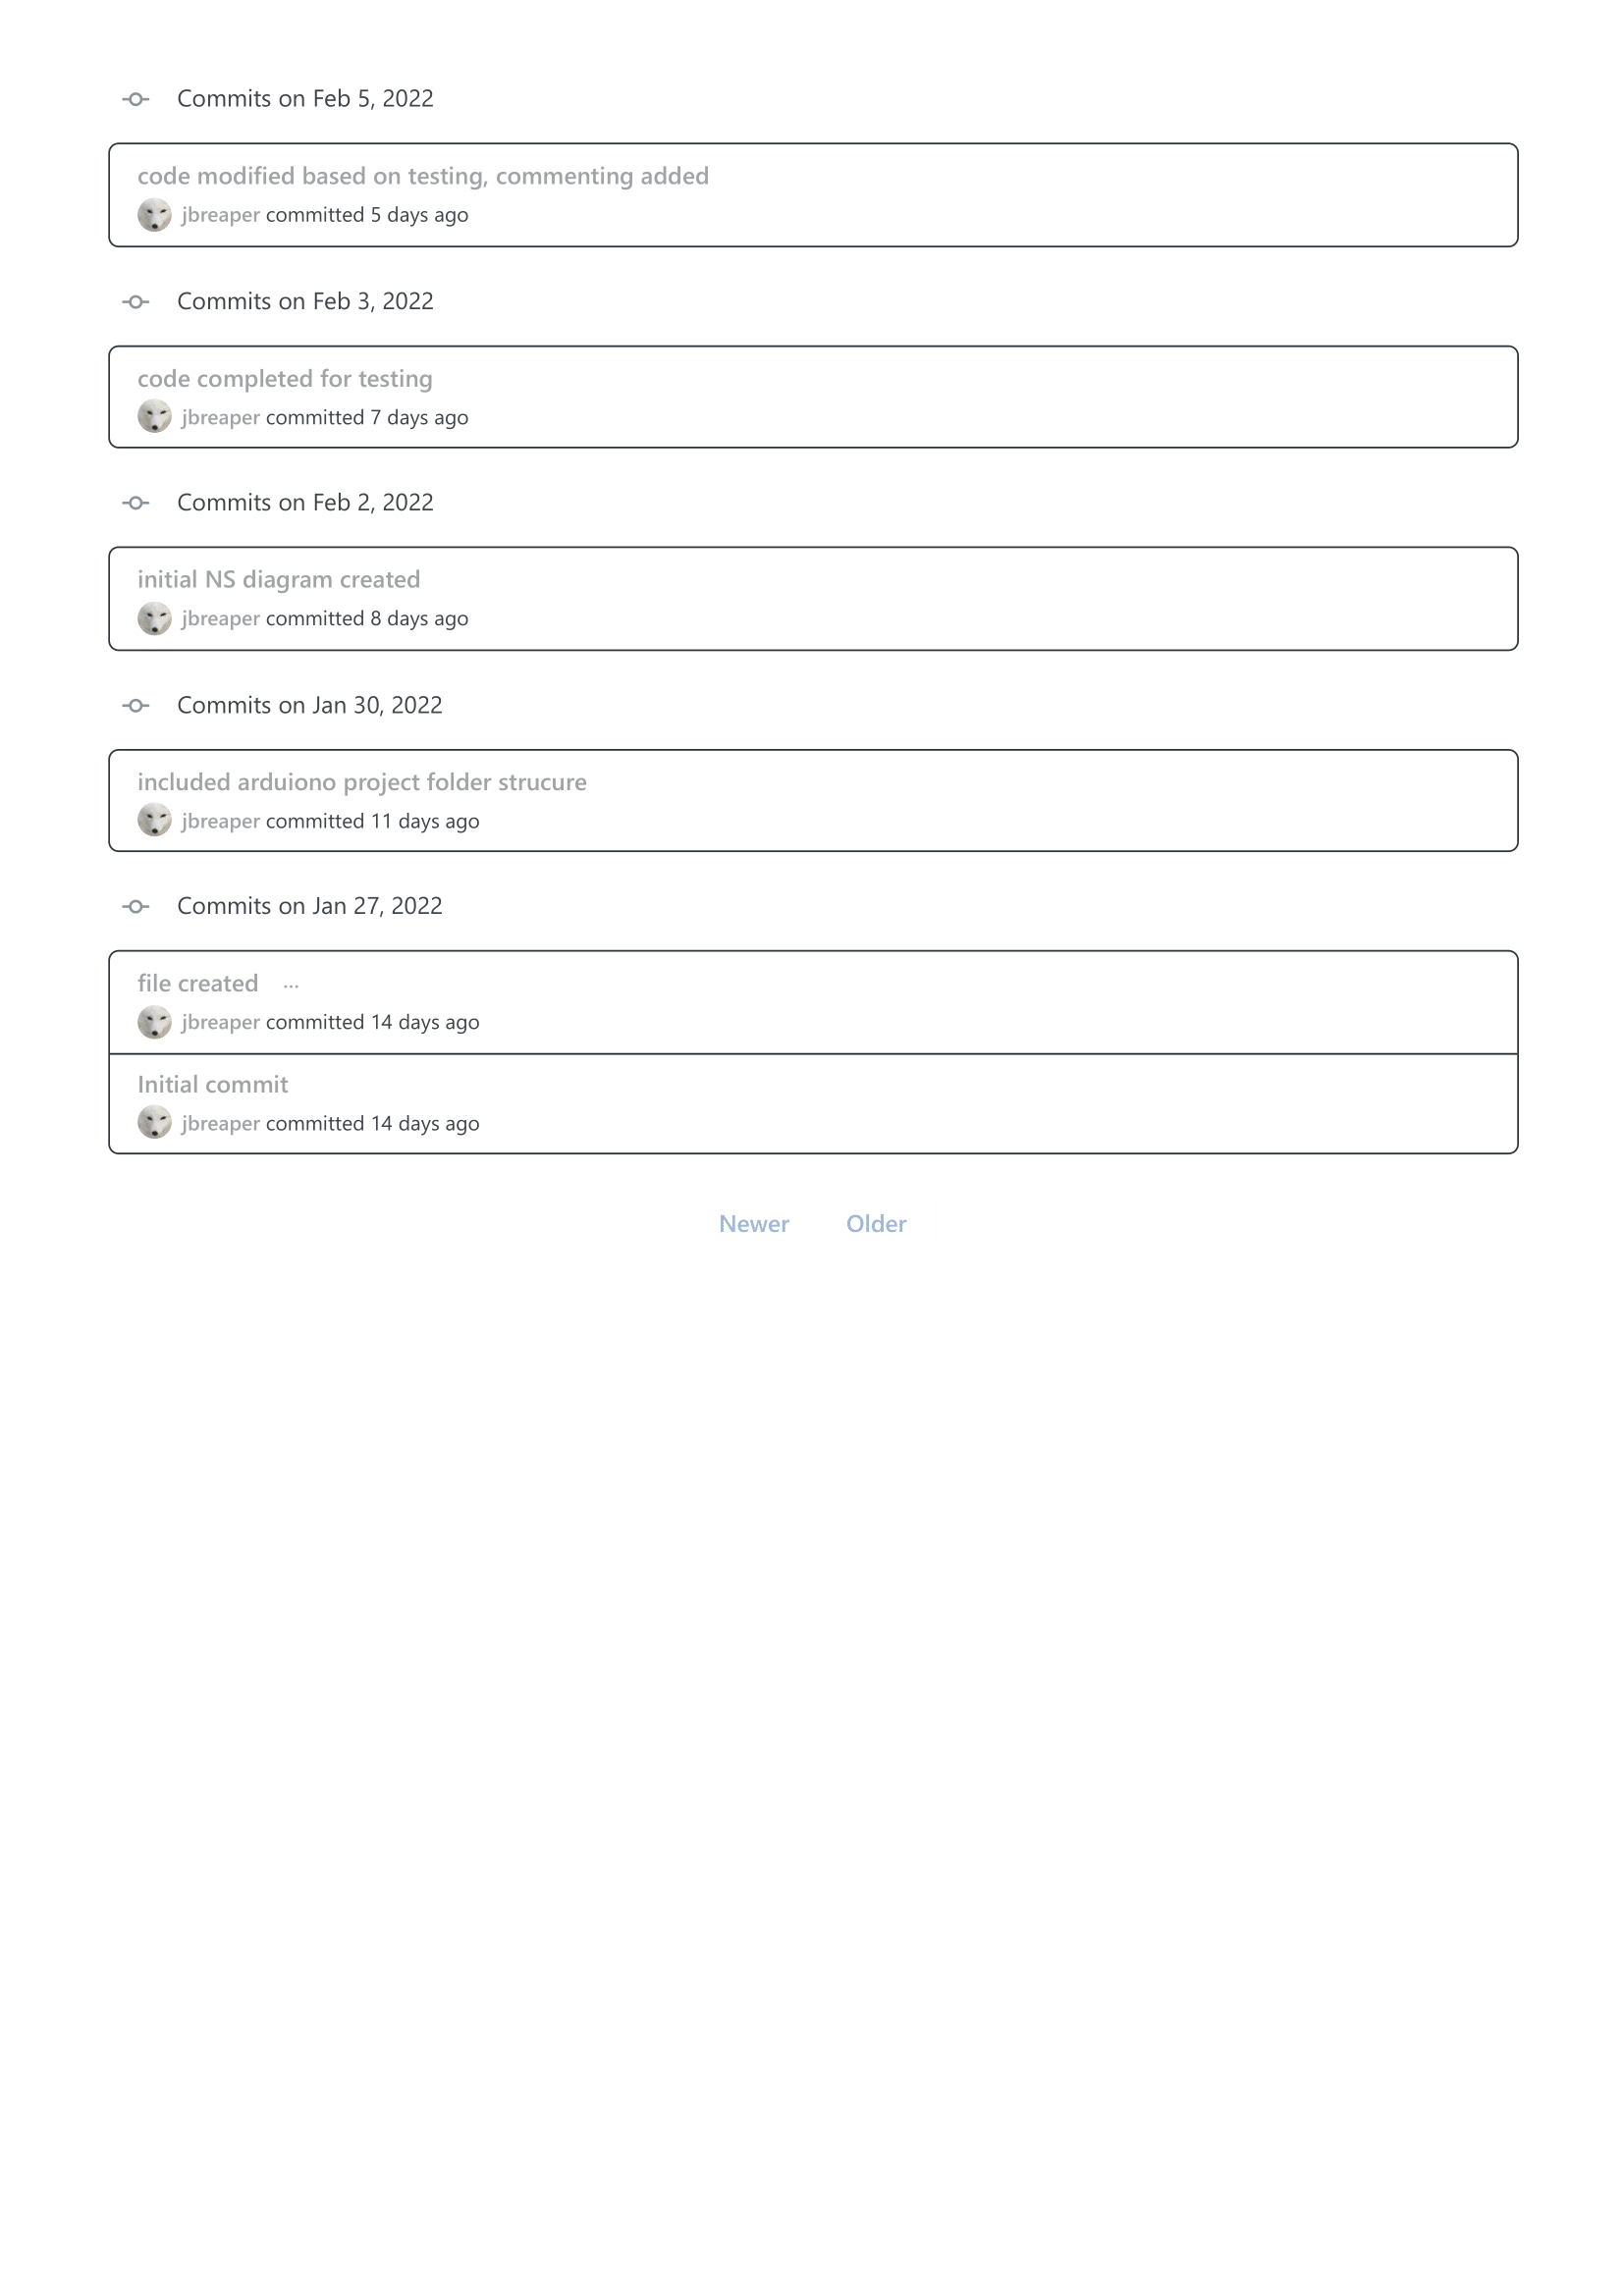 Commits on Feb 5, 2022
code modified based on testing, commenting added
jbreaper committed 5 days ago
Commits on Feb 3, 2022
code completed for testing
jbreaper committed 7 days ago
Commits on Feb 2, 2022
initial NS diagram created
jbreaper committed 8 days ago
Commits on Jan 30, 2022
included arduiono project folder strucure
jbreaper committed 11 days ago
Commits on Jan 27, 2022
file created …
jbreaper committed 14 days ago
Initial commit
jbreaper committed 14 days ago
Newer Older